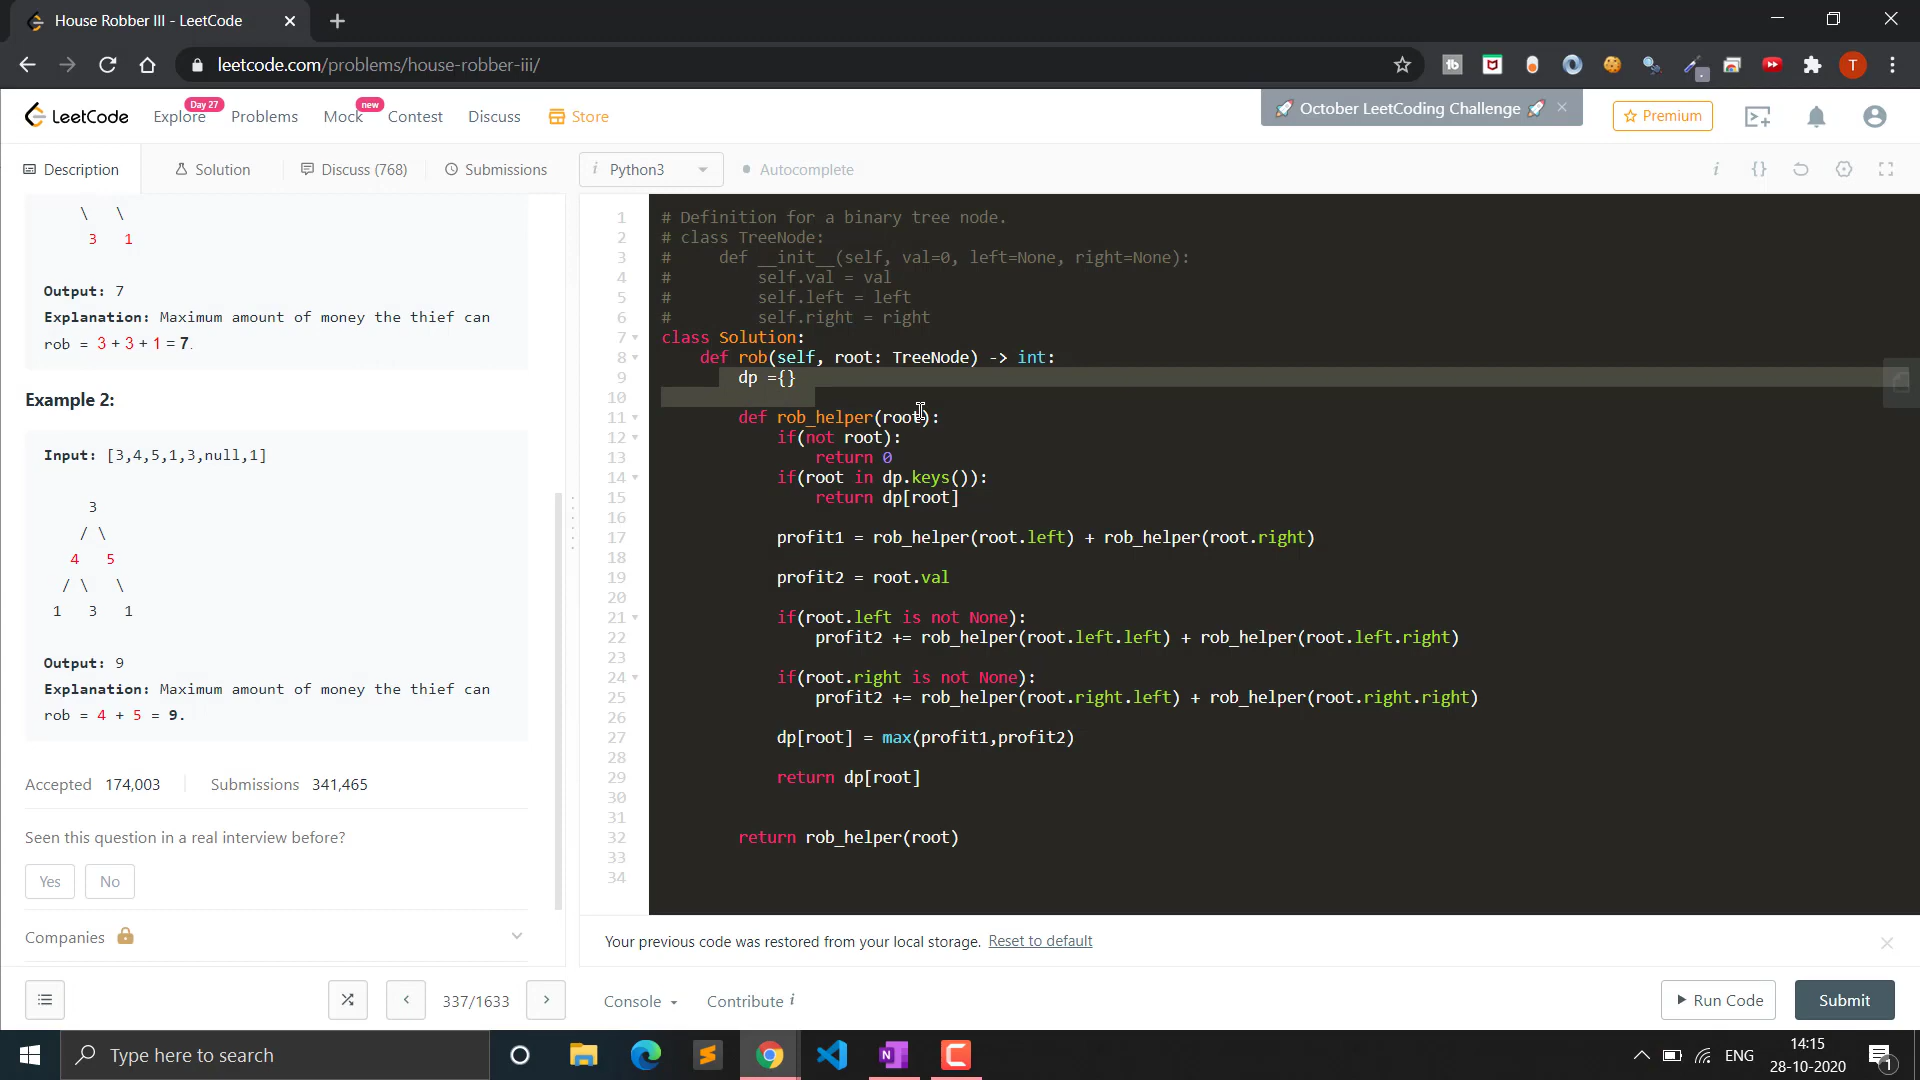 House Robber III - LeetCode
leetcode.com/problems/house-robber-iii/
LeetCode
Explore
Day 27
Problems
Mock
new
Contest
Discuss
Store
🚀 October LeetCoding Challenge 🚀
Premium
Description
Solution
Discuss (768)
Submissions
i Python3
Autocomplete
\   \
3   1
Output: 7
Explanation: Maximum amount of money the thief can
rob = 3 + 3 + 1 = 7.
Example 2:
Input: [3,4,5,1,3,null,1]
3
/ \
4   5
/ \   \
1   3   1
Output: 9
Explanation: Maximum amount of money the thief can
rob = 4 + 5 = 9.
Accepted 174,003
Submissions 341,465
Seen this question in a real interview before?
Yes
No
Companies
1 # Definition for a binary tree node.
2 # class TreeNode:
3 #     def __init__(self, val=0, left=None, right=None):
4 #         self.val = val
5 #         self.left = left
6 #         self.right = right
7 class Solution:
8     def rob(self, root: TreeNode) -> int:
9         dp ={}
10
11         def rob_helper(root):
12             if(not root):
13                 return 0
14             if(root in dp.keys()):
15                 return dp[root]
16
17             profit1 = rob_helper(root.left) + rob_helper(root.right)
18
19             profit2 = root.val
20
21             if(root.left is not None):
22                 profit2 += rob_helper(root.left.left) + rob_helper(root.left.right)
23
24             if(root.right is not None):
25                 profit2 += rob_helper(root.right.left) + rob_helper(root.right.right)
26
27             dp[root] = max(profit1,profit2)
28
29             return dp[root]
30
31
32         return rob_helper(root)
33
34
Your previous code was restored from your local storage. Reset to default
337/1633
Console
Contribute i
Run Code
Submit
Type here to search
ENG
14:15
28-10-2020
1
T